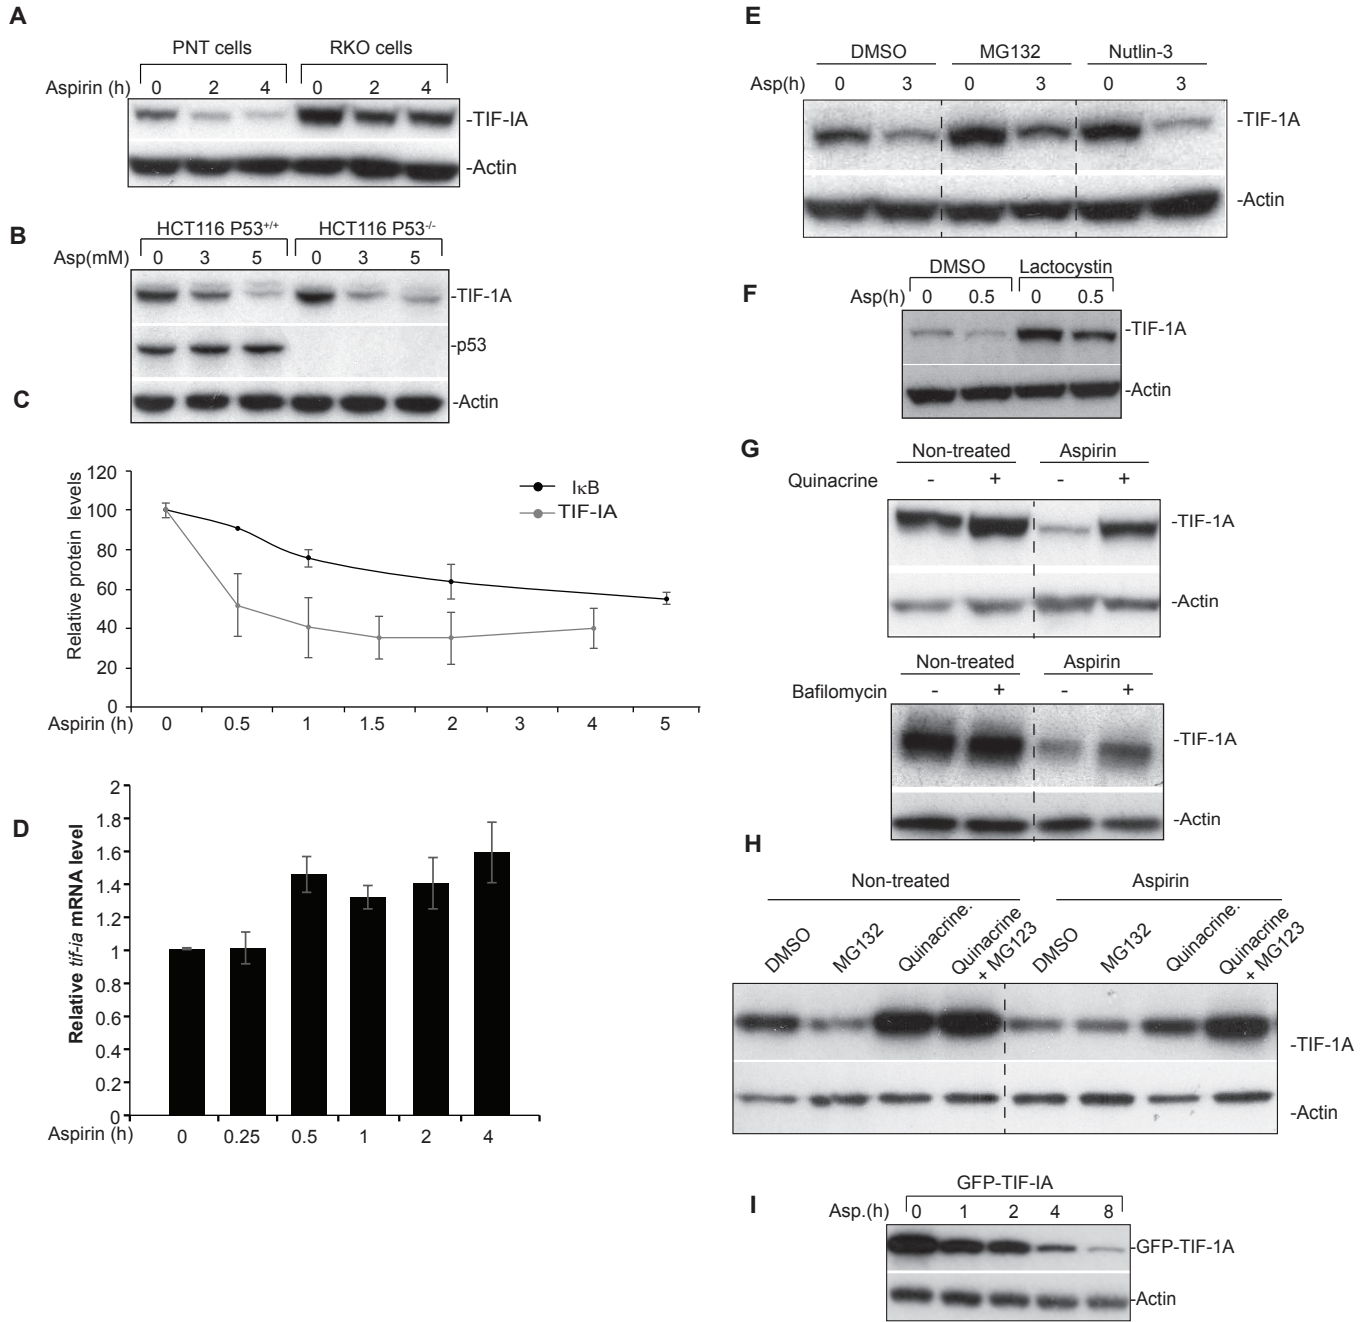 A
PNT cells RKO cells
Aspirin (h) 0 2 4 0 2 4
-TIF-IA
-Actin
B
HCT116 P53+/+ HCT116 P53-/-
Asp(mM) 0 3 5 0 3 5
-TIF-1A
-p53
-Actin
C
Relative protein levels
120
100
80
60
40
20
0
IκB
TIF-IA
Aspirin (h) 0 0.5 1 1.5 2 3 4 5
D
Relative tif-ia mRNA level
2
1.8
1.6
1.4
1.2
1
0.8
0.6
0.4
0.2
0
Aspirin (h) 0 0.25 0.5 1 2 4
E
DMSO MG132 Nutlin-3
Asp(h) 0 3 0 3 0 3
-TIF-1A
-Actin
F
DMSO Lactocystin
Asp(h) 0 0.5 0 0.5
-TIF-1A
-Actin
G
Non-treated Aspirin
Quinacrine - + - +
-TIF-1A
-Actin
Non-treated Aspirin
Bafilomycin - + - +
-TIF-1A
-Actin
H
Non-treated Aspirin
DMSO
MG132
Quinacrine.
Quinacrine
+ MG123
DMSO
MG132
Quinacrine.
Quinacrine
+ MG123
-TIF-1A
-Actin
I
GFP-TIF-IA
Asp.(h) 0 1 2 4 8
-GFP-TIF-1A
-Actin